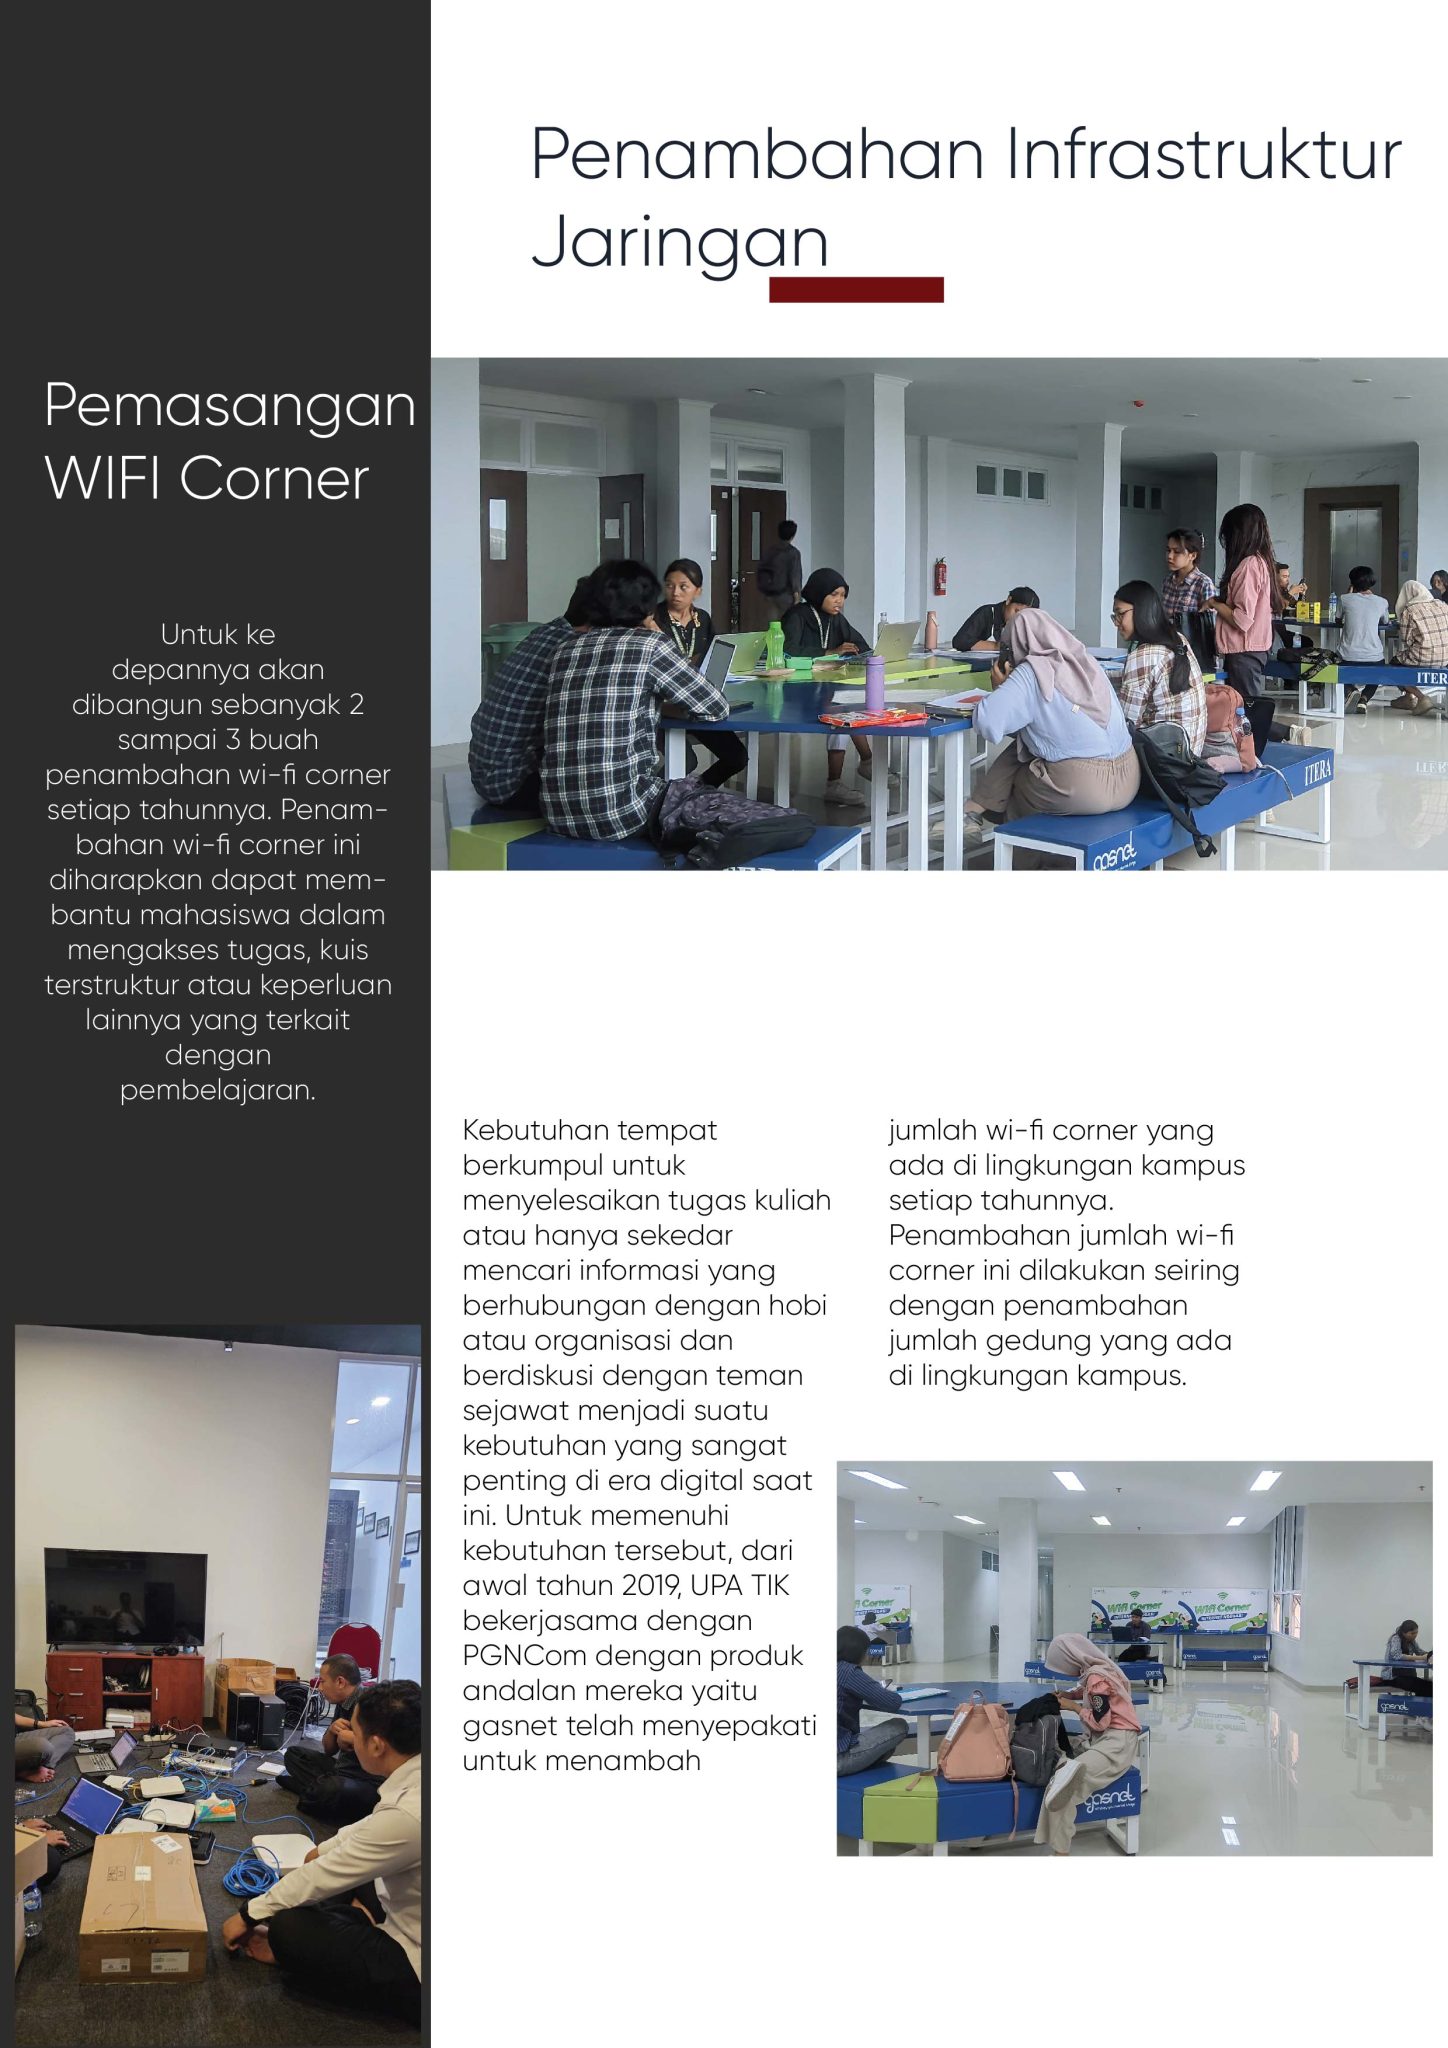 Penambahan Infrastruktur
Jaringan
Pemasangan
WIFI Corner
Untuk ke
depannya akan
dibangun sebanyak 2
sampai 3 buah
penambahan wi-fi corner
setiap tahunnya. Penam-
bahan wi-fi corner ini
diharapkan dapat mem-
bantu mahasiswa dalam
mengakses tugas, kuis
terstruktur atau keperluan
lainnya yang terkait
dengan
pembelajaran.
ITERA
gasnet
Kebutuhan tempat
berkumpul untuk
menyelesaikan tugas kuliah
atau hanya sekedar
mencari informasi yang
berhubungan dengan hobi
atau organisasi dan
berdiskusi dengan teman
sejawat menjadi suatu
kebutuhan yang sangat
penting di era digital saat
ini. Untuk memenuhi
kebutuhan tersebut, dari
awal tahun 2019, UPA TIK
bekerjasama dengan
PGNCom dengan produk
andalan mereka yaitu
gasnet telah menyepakati
untuk menambah
jumlah wi-fi corner yang
ada di lingkungan kampus
setiap tahunnya.
Penambahan jumlah wi-fi
corner ini dilakukan seiring
dengan penambahan
jumlah gedung yang ada
di lingkungan kampus.
Wifi Corner
Wifi Corner
gasnet
gasnet